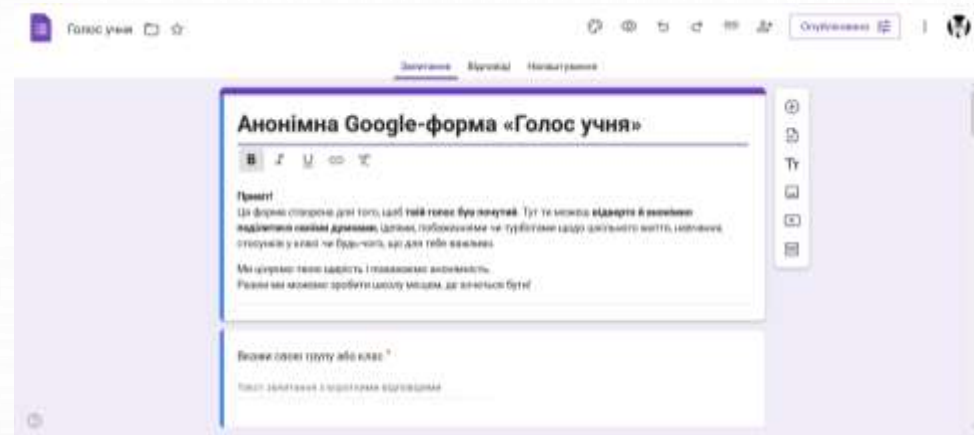 Голос учня
Опубліковано
Запитання Відповіді Налаштування
Анонімна Google-форма «Голос учня»
B I U
Привіт!
Ця форма створена для того, щоб твій голос був почутий. Тут ти можеш відверто й анонімно
поділитися своїми думками, ідеями, побажаннями чи турботами щодо шкільного життя, навчання,
стосунків у класі чи будь-чого, що для тебе важливо.
Ми цінуємо твою щирість і поважаємо анонімність.
Разом ми можемо зробити школу місцем, де хочеться бути!
Вкажи свою групу або клас *
Текст запитання з короткими відповідями
Тт